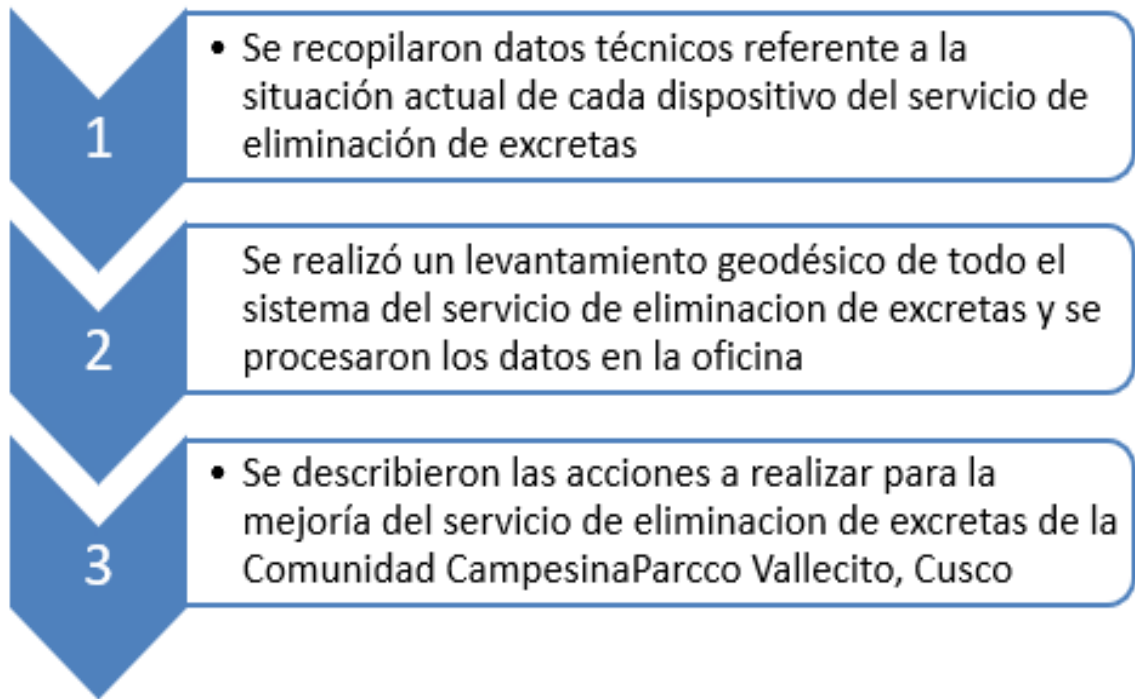 1
• Se recopilaron datos técnicos referente a la
situación actual de cada dispositivo del servicio de
eliminación de excretas
2
Se realizó un levantamiento geodésico de todo el
sistema del servicio de eliminacion de excretas y se
procesaron los datos en la oficina
3
• Se describieron las acciones a realizar para la
mejoría del servicio de eliminacion de excretas de la
Comunidad CampesinaParcco Vallecito, Cusco